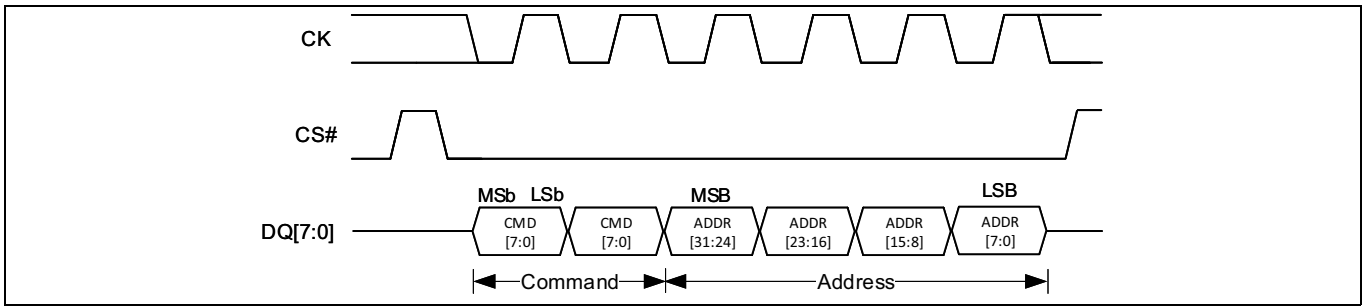 CK
CS#
MSb LSb MSB LSB
DQ[7:0] CMD CMD ADDR ADDR ADDR ADDR
[7:0] [7:0] [31:24] [23:16] [15:8] [7:0]
Command Address